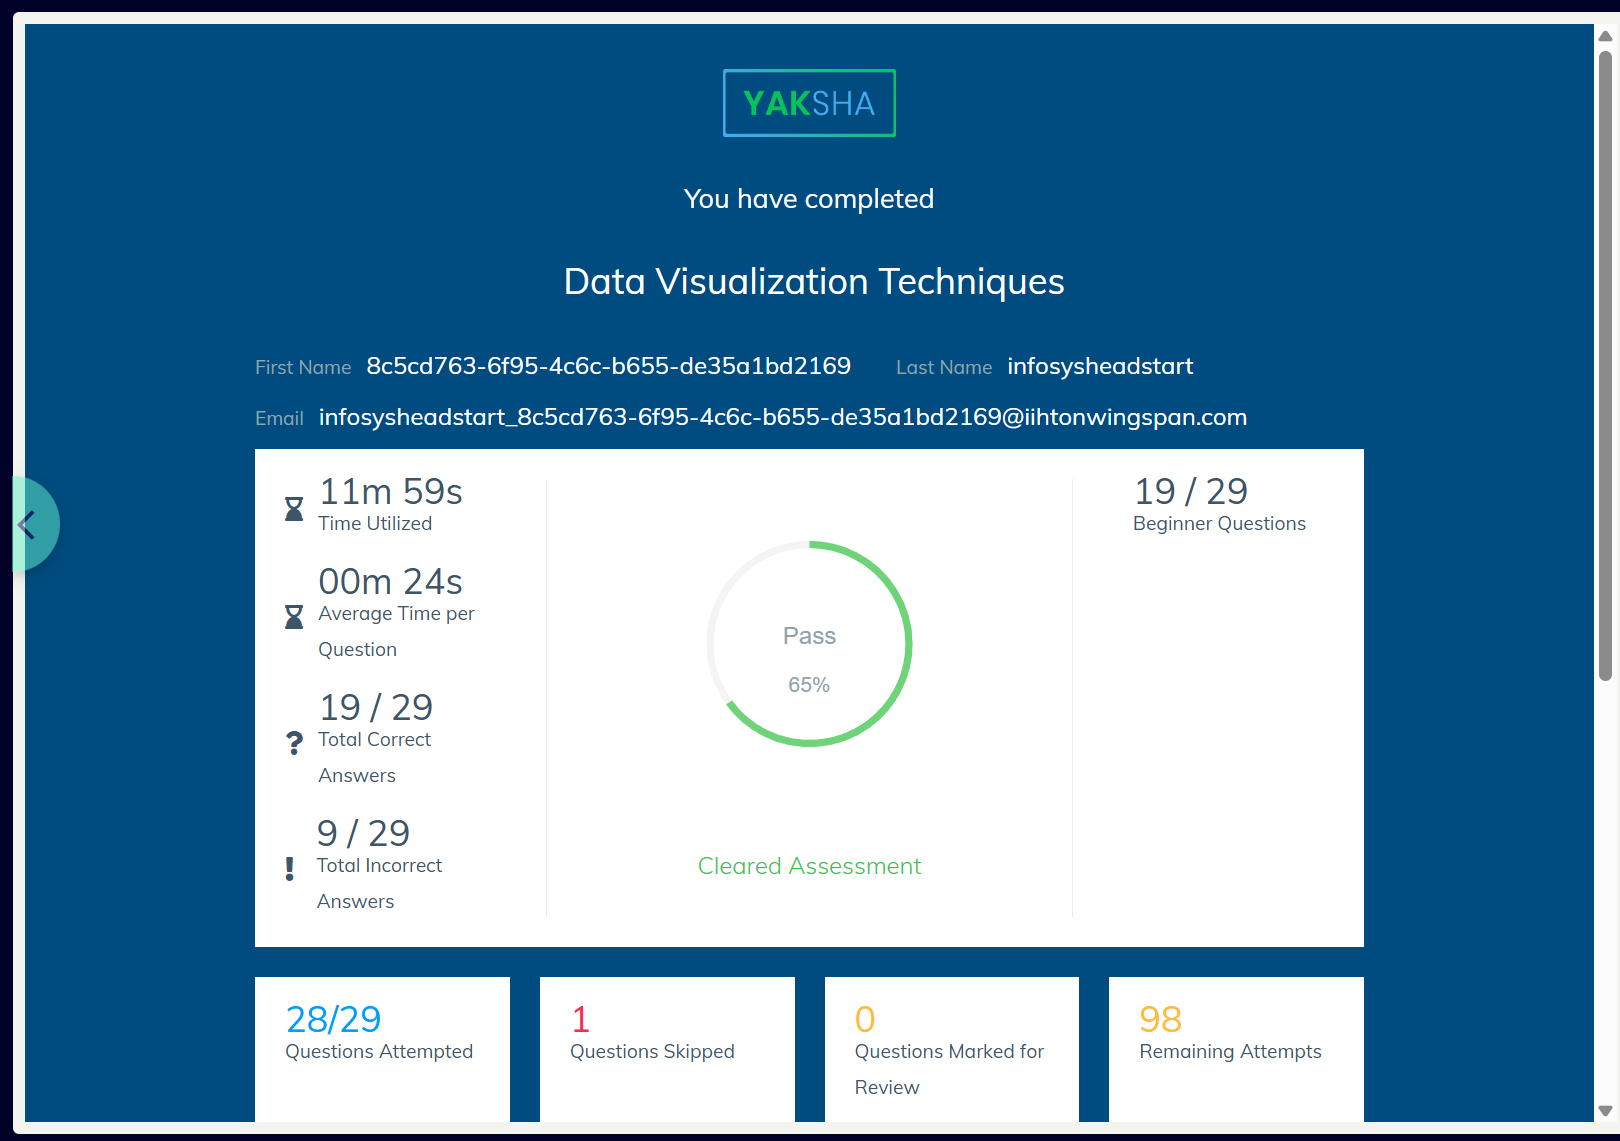 YAKSHA
You have completed
Data Visualization Techniques
First Name 8c5cd763-6f95-4c6c-b655-de35a1bd2169 Last Name infosysheadstart
Email infosysheadstart_8c5cd763-6f95-4c6c-b655-de35a1bd2169@iihtonwingspan.com
11m 59s
Time Utilized
00m 24s
Average Time per
Question
19 / 29
Total Correct
Answers
9 / 29
Total Incorrect
Answers
Pass
65%
Cleared Assessment
19 / 29
Beginner Questions
28/29
Questions Attempted
1
Questions Skipped
0
Questions Marked for
Review
98
Remaining Attempts